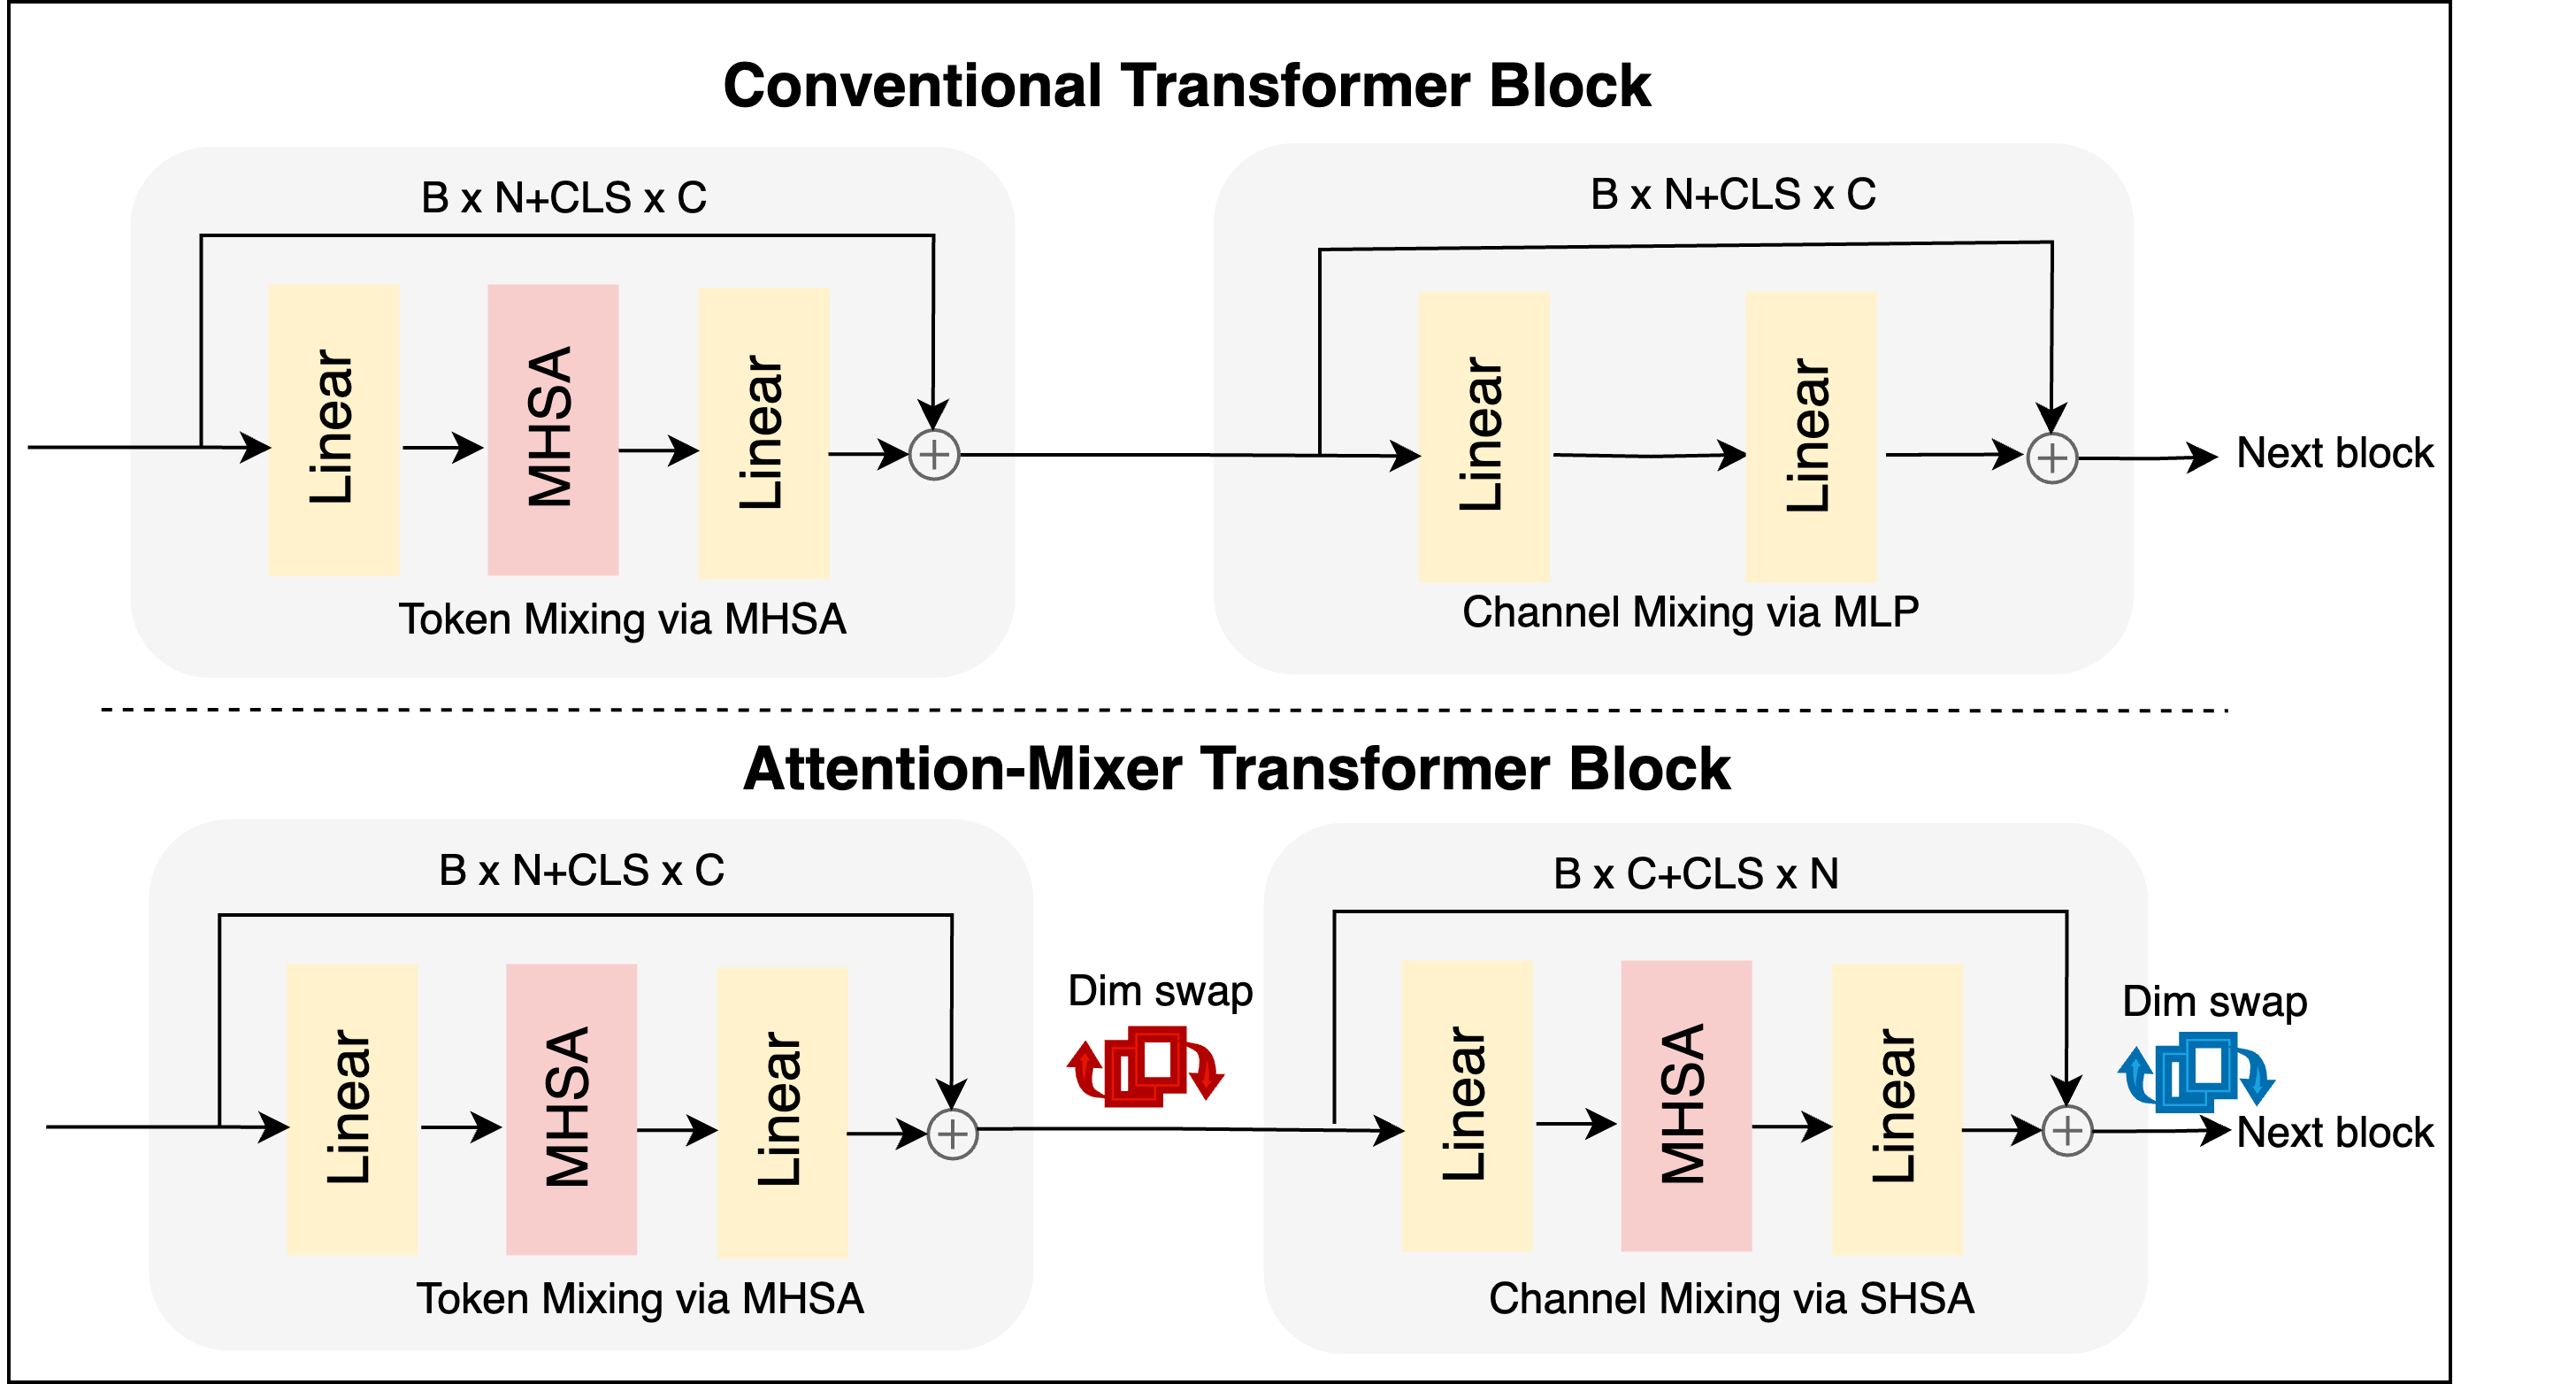 Conventional Transformer Block
B x N+CLS x C
B x N+CLS x C
Linear
MHSA
Linear
Linear
Linear
Next block
Token Mixing via MHSA
Channel Mixing via MLP
Attention-Mixer Transformer Block
B x N+CLS x C
B x C+CLS x N
Dim swap
Dim swap
Linear
MHSA
Linear
Linear
MHSA
Linear
Next block
Token Mixing via MHSA
Channel Mixing via SHSA